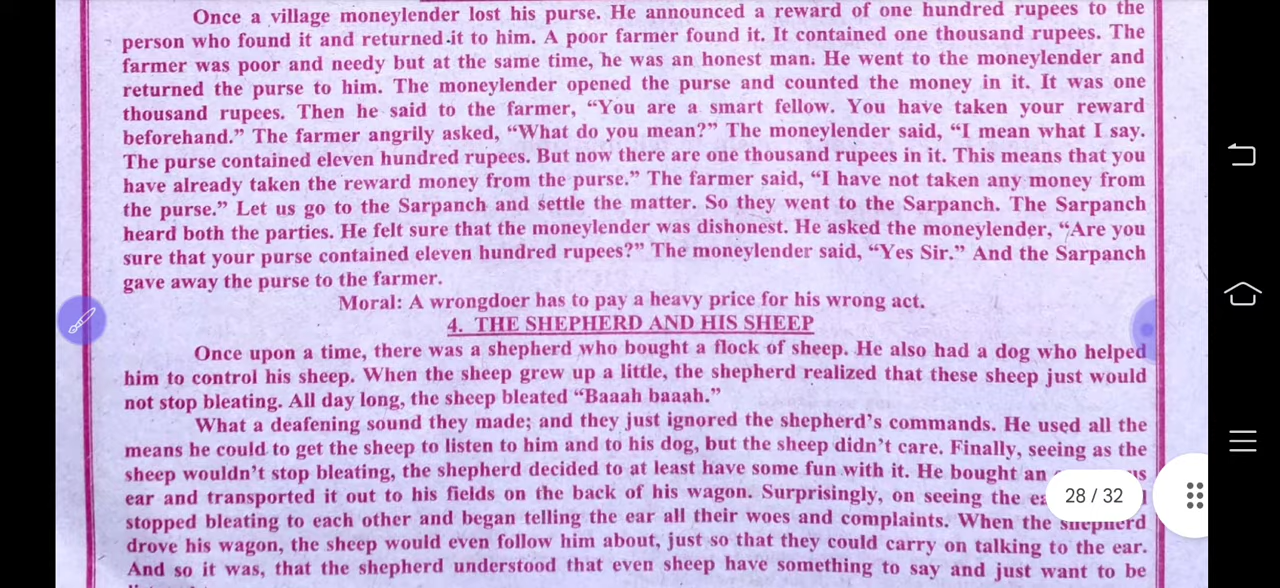 Once a village moneylender lost his purse. He announced a reward of one hundred rupees to the
person who found it and returned it to him. A poor farmer found it. It contained one thousand rupees. The
farmer was poor and needy but at the same time, he was an honest man. He went to the moneylender and
returned the purse to him. The moneylender opened the purse and counted the money in it. It was one
thousand rupees. Then he said to the farmer, “You are a smart fellow. You have taken your reward
beforehand.” The farmer angrily asked, “What do you mean?” The moneylender said, “I mean what I say.
The purse contained eleven hundred rupees. But now there are one thousand rupees in it. This means that you
have already taken the reward money from the purse.” The farmer said, “I have not taken any money from
the purse.” Let us go to the Sarpanch and settle the matter. So they went to the Sarpanch. The Sarpanch
heard both the parties. He felt sure that the moneylender was dishonest. He asked the moneylender, “Are you
sure that your purse contained eleven hundred rupees?” The moneylender said, “Yes Sir.” And the Sarpanch
gave away the purse to the farmer.
Moral: A wrongdoer has to pay a heavy price for his wrong act.
4. THE SHEPHERD AND HIS SHEEP
Once upon a time, there was a shepherd who bought a flock of sheep. He also had a dog who helped
him to control his sheep. When the sheep grew up a little, the shepherd realized that these sheep just would
not stop bleating. All day long, the sheep bleated “Baaah baaah.”
What a deafening sound they made; and they just ignored the shepherd’s commands. He used all the
means he could to get the sheep to listen to him and to his dog, but the sheep didn’t care. Finally, seeing as the
sheep wouldn’t stop bleating, the shepherd decided to at least have some fun with it. He bought an
ear and transported it out to his fields on the back of his wagon. Surprisingly, on seeing the
28 / 32
stopped bleating to each other and began telling the ear all their woes and complaints. When the shepherd
drove his wagon, the sheep would even follow him about, just so that they could carry on talking to the ear.
And so it was, that the shepherd understood that even sheep have something to say and just want to be